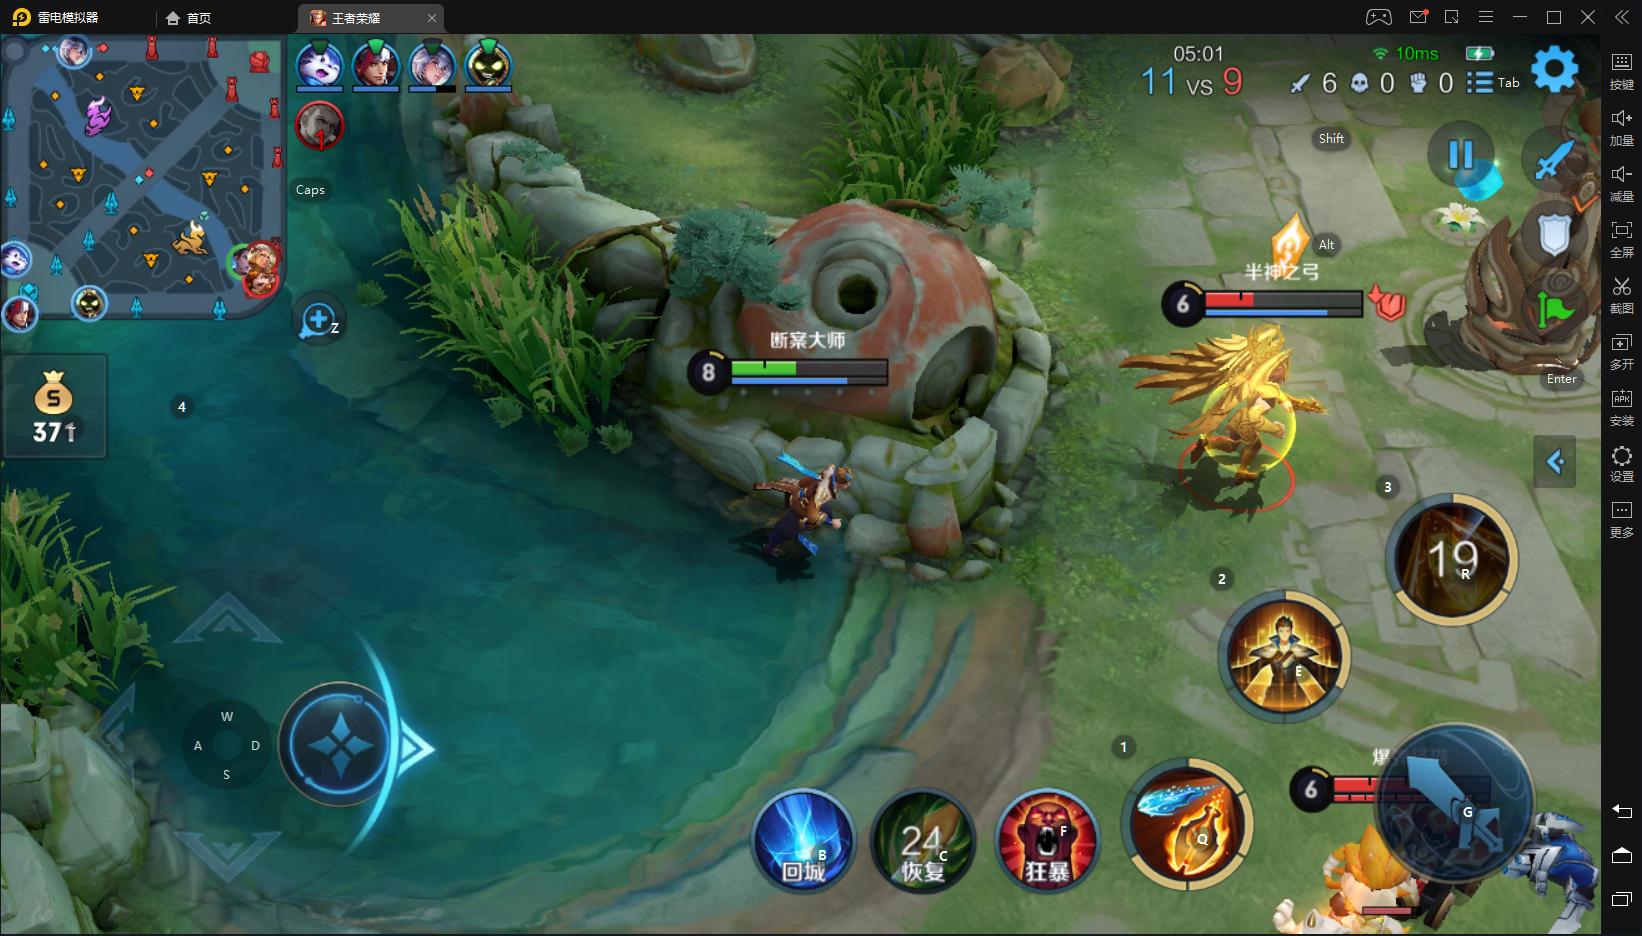 雷电模拟器
首页
王者荣耀
05:01
10ms
11 vs 9
6
0
0
Tab
Shift
1
Caps
Alt
半神之弓
6
Z
断案大师
8
Enter
371
4
3
19
R
2
E
W
A
D
S
1
6
G
B
回城
24
C
恢复
F
狂暴
Q
按键
加量
减量
全屏
截图
多开
APK
安装
设置
更多